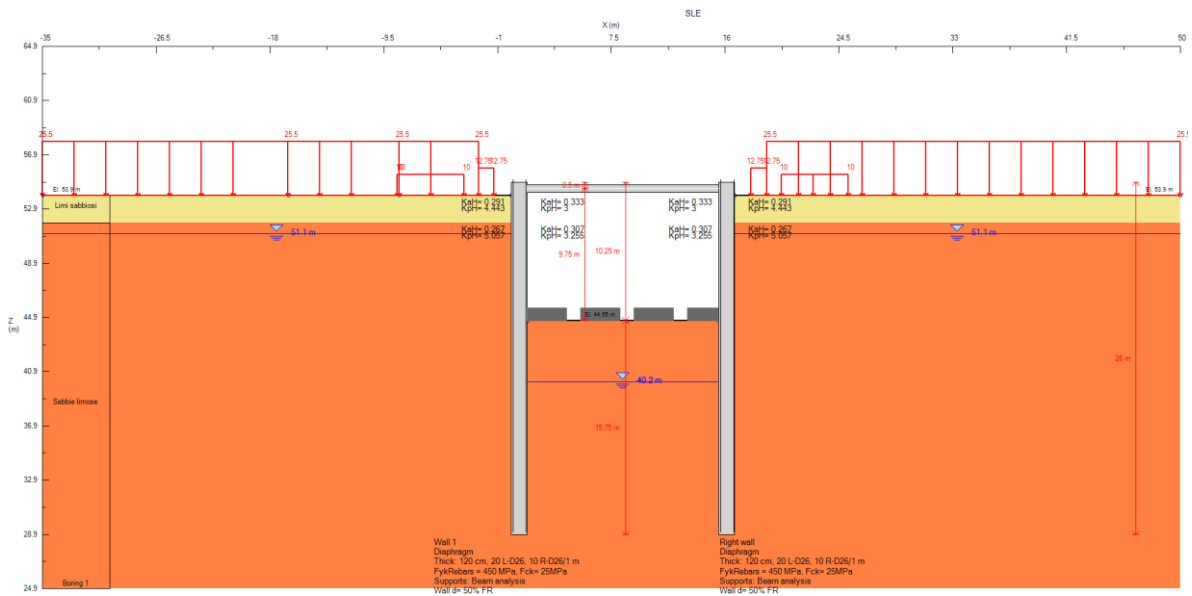 SLE
X (m)
-35 -26.5 -18 -9.5 -1 7.5 16 24.5 33 41.5 50
64.9
60.9
56.9
52.9
48.9
44.9
Z
(m)
40.9
36.9
32.9
28.9
24.9
25.5 25.5 25.5 25.5 25.5 25.5
12.75 12.75 12.75 12.75
10 10 10
El. 53.9 m
0.5 m
El. 53.9 m
Limi sabbiosi
KaH= 0.291 KaH= 0.333 KaH= 0.333 KaH= 0.291
KpH= 4.443 KpH= 3 KpH= 3 KpH= 4.443
KaH= 0.267 KaH= 0.307 KaH= 0.307 KaH= 0.267
KpH= 5.057 KpH= 3.255 KpH= 3.255 KpH= 5.057
51.1 m 51.1 m
9.75 m 10.25 m
El. 44.65 m
26 m
40.2 m
Sabbie limose
15.75 m
Boring 1
Wall 1
Diaphragm
Thick: 120 cm, 20 L-D26, 10 R-D26/1 m
FykRebars = 450 MPa, Fck= 25MPa
Supports: Beam analysis
Wall d= 50% FR
Right wall
Diaphragm
Thick: 120 cm, 20 L-D26, 10 R-D26/1 m
FykRebars = 450 MPa, Fck= 25MPa
Supports: Beam analysis
Wall d= 50% FR